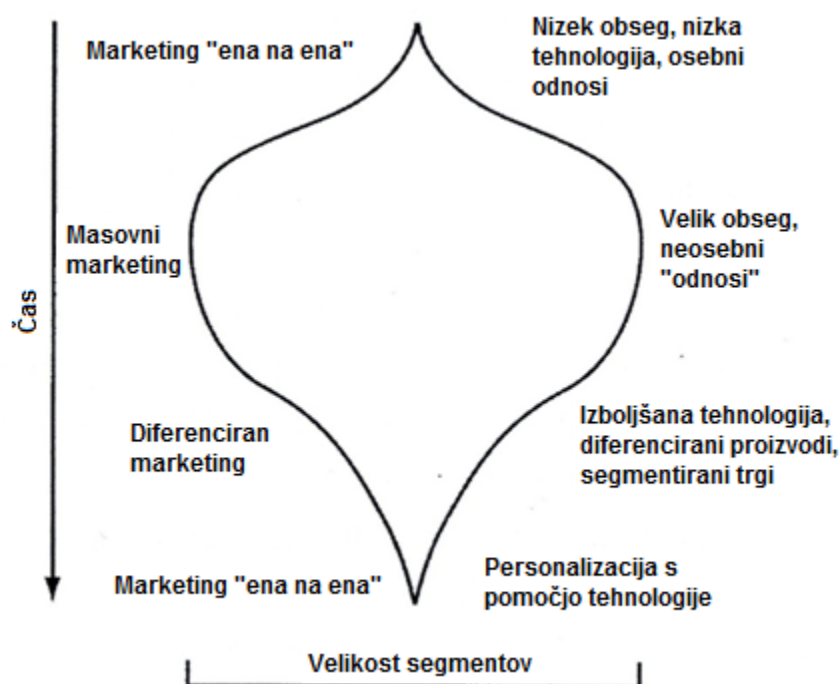 Marketing "ena na ena"
Nizek obseg, nizka
tehnologija, osebni
odnosi
Masovni
marketing
Velik obseg,
neosebni
"odnosi"
Čas
Diferenciran
marketing
Izboljšana tehnologija,
diferencirani proizvodi,
segmentirani trgi
Marketing "ena na ena"
Personalizacija s
pomočjo tehnologije
Velikost segmentov